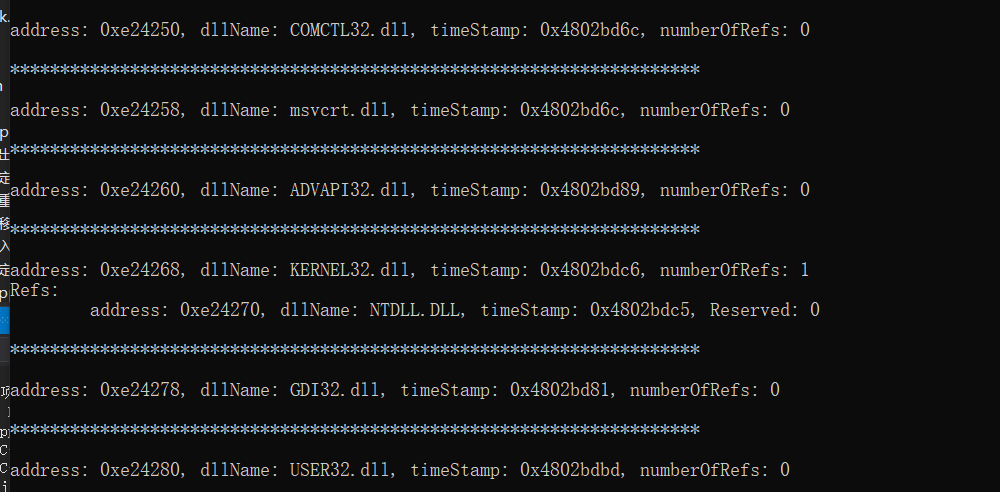 address: 0xe24250, dllName: COMCTL32.dll, timeStamp: 0x4802bd6c, numberOfRefs: 0
*********************************************************************
address: 0xe24258, dllName: msvcrt.dll, timeStamp: 0x4802bd6c, numberOfRefs: 0
*********************************************************************
address: 0xe24260, dllName: ADVAPI32.dll, timeStamp: 0x4802bd89, numberOfRefs: 0
*********************************************************************
address: 0xe24268, dllName: KERNEL32.dll, timeStamp: 0x4802bdc6, numberOfRefs: 1
Refs:
address: 0xe24270, dllName: NTDLL.DLL, timeStamp: 0x4802bdc5, Reserved: 0
*********************************************************************
address: 0xe24278, dllName: GDI32.dll, timeStamp: 0x4802bd81, numberOfRefs: 0
*********************************************************************
address: 0xe24280, dllName: USER32.dll, timeStamp: 0x4802bdbd, numberOfRefs: 0